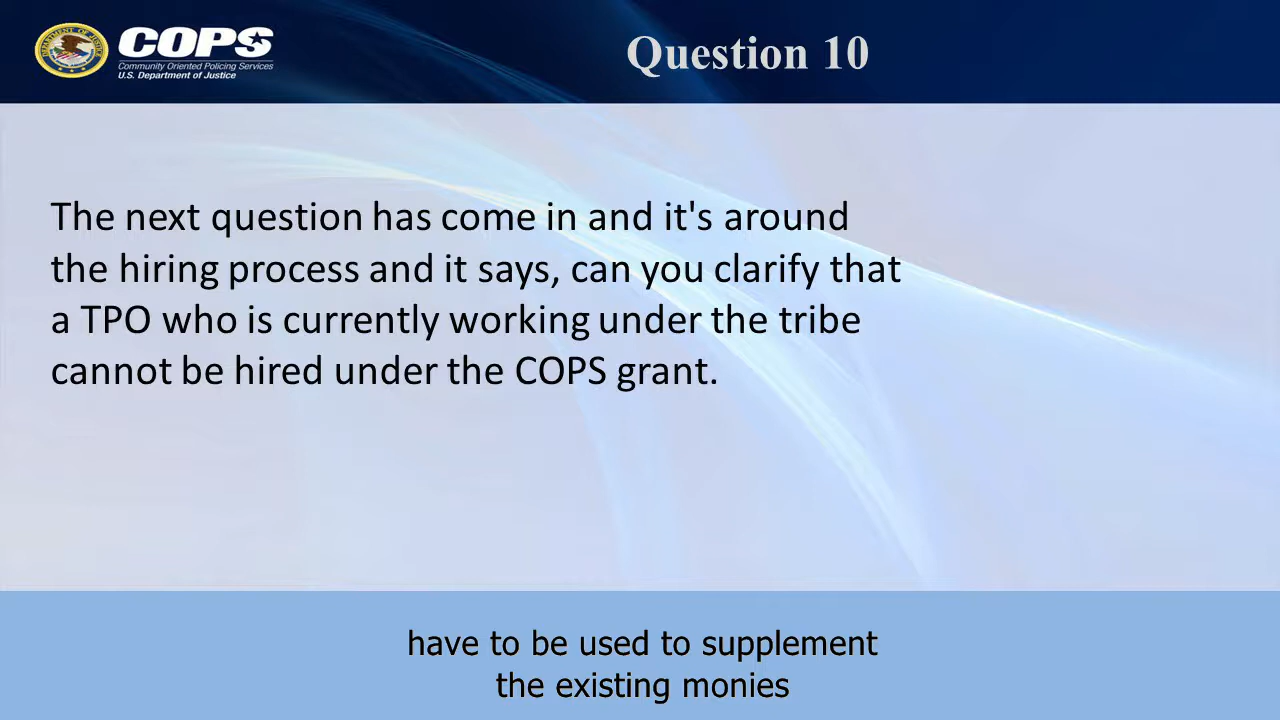 COPS
Community Oriented Policing Services
U.S. Department of Justice
Question 10
The next question has come in and it's around
the hiring process and it says, can you clarify that
a TPO who is currently working under the tribe
cannot be hired under the COPS grant.
have to be used to supplement
the existing monies